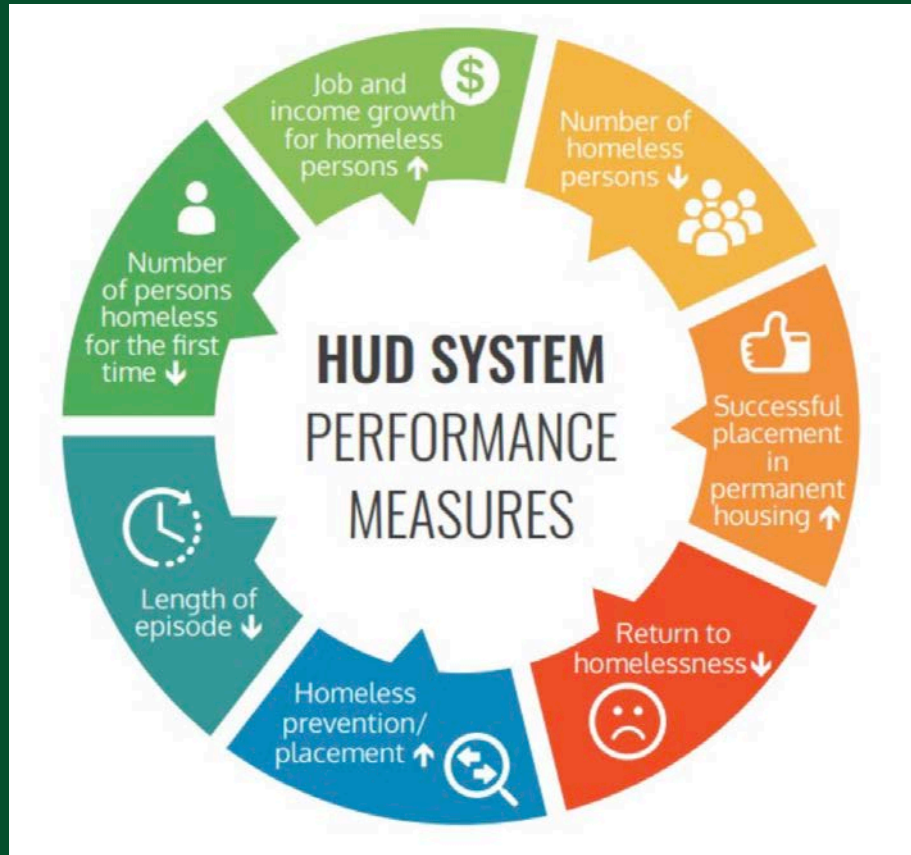 HUD SYSTEM
PERFORMANCE
MEASURES
Job and
income growth
for homeless
persons ↑
$
Number of
homeless
persons ↓
Successful
placement
in
permanent
housing ↑
Return to
homelessness ↓
Homeless
prevention/
placement ↑
Length of
episode ↓
Number
of persons
homeless
for the first
time ↓